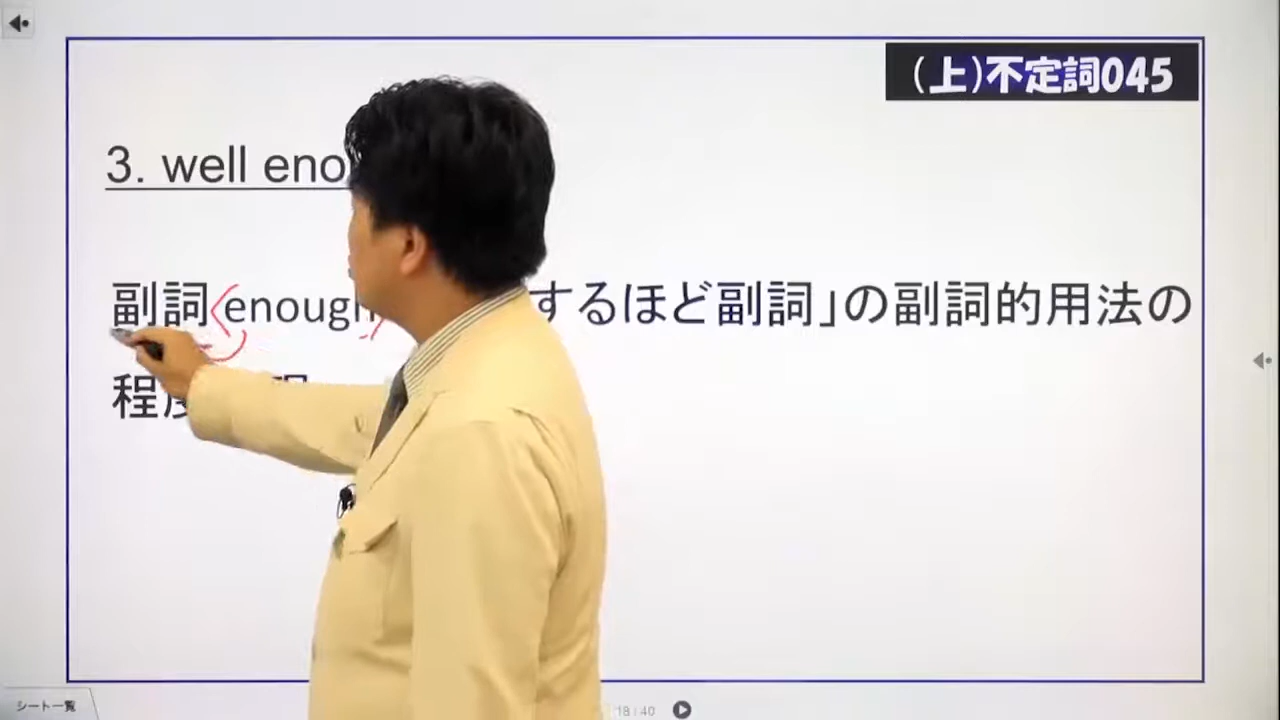 (上)不定詞045
3. well eno
副詞 enough するほど副詞」の副詞的用法の
程度
シート一覧
18 / 40